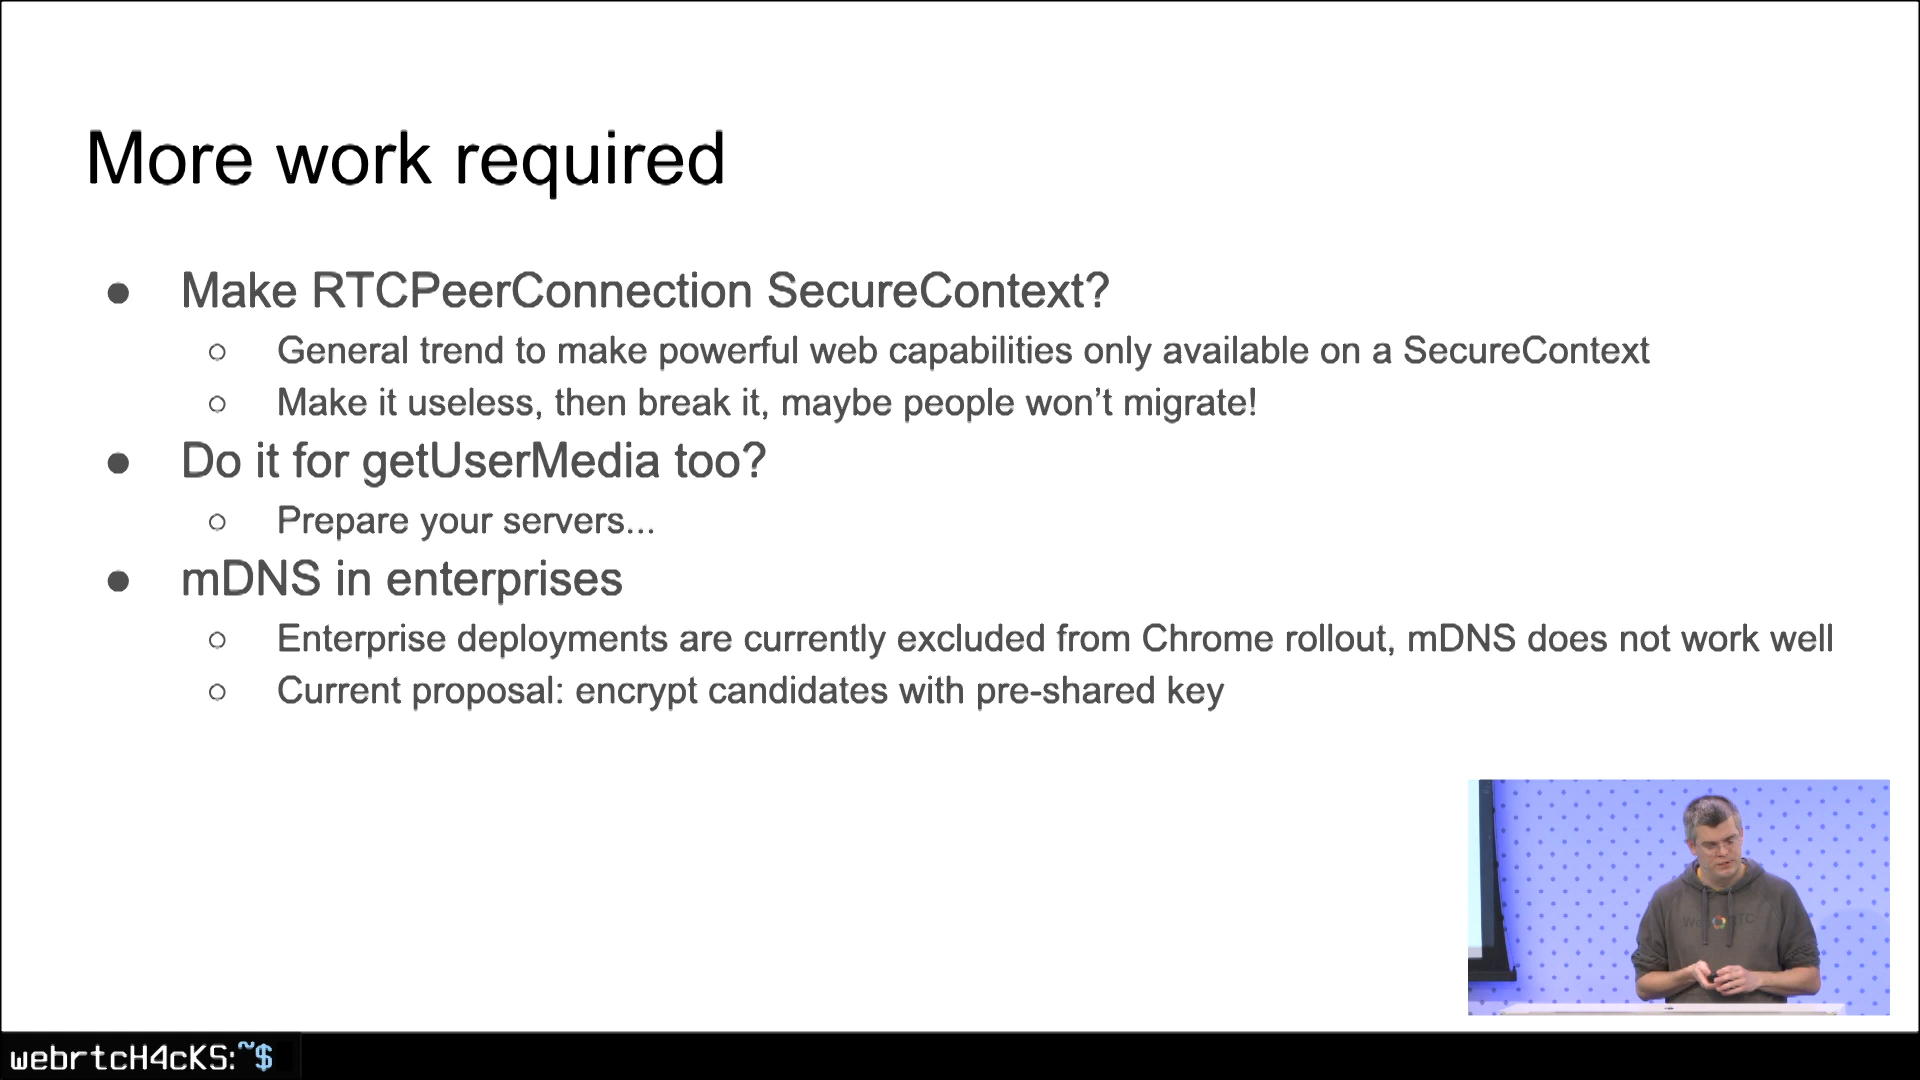 More work required
● Make RTCPeerConnection SecureContext?
○ General trend to make powerful web capabilities only available on a SecureContext
○ Make it useless, then break it, maybe people won’t migrate!
● Do it for getUserMedia too?
○ Prepare your servers...
● mDNS in enterprises
○ Enterprise deployments are currently excluded from Chrome rollout, mDNS does not work well
○ Current proposal: encrypt candidates with pre-shared key
WebRTC
webrtcH4cKS:~$